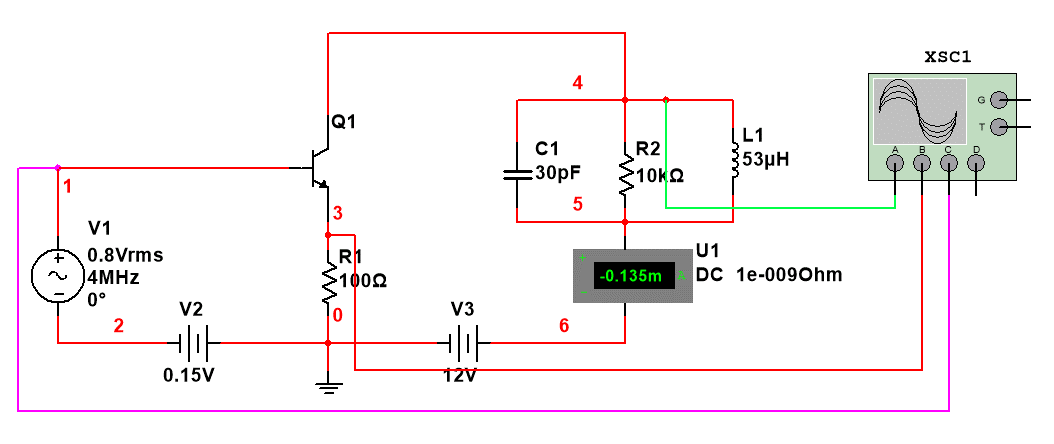 XSC1
G
T
A B C D
4
Q1
C1
30pF
R2
10kΩ
L1
53µH
1
5
3
V1
0.8Vrms
4MHz
0°
R1
100Ω
U1
-0.135m
A
DC 1e-009Ohm
+
-
2
V2
0.15V
0
V3
12V
6